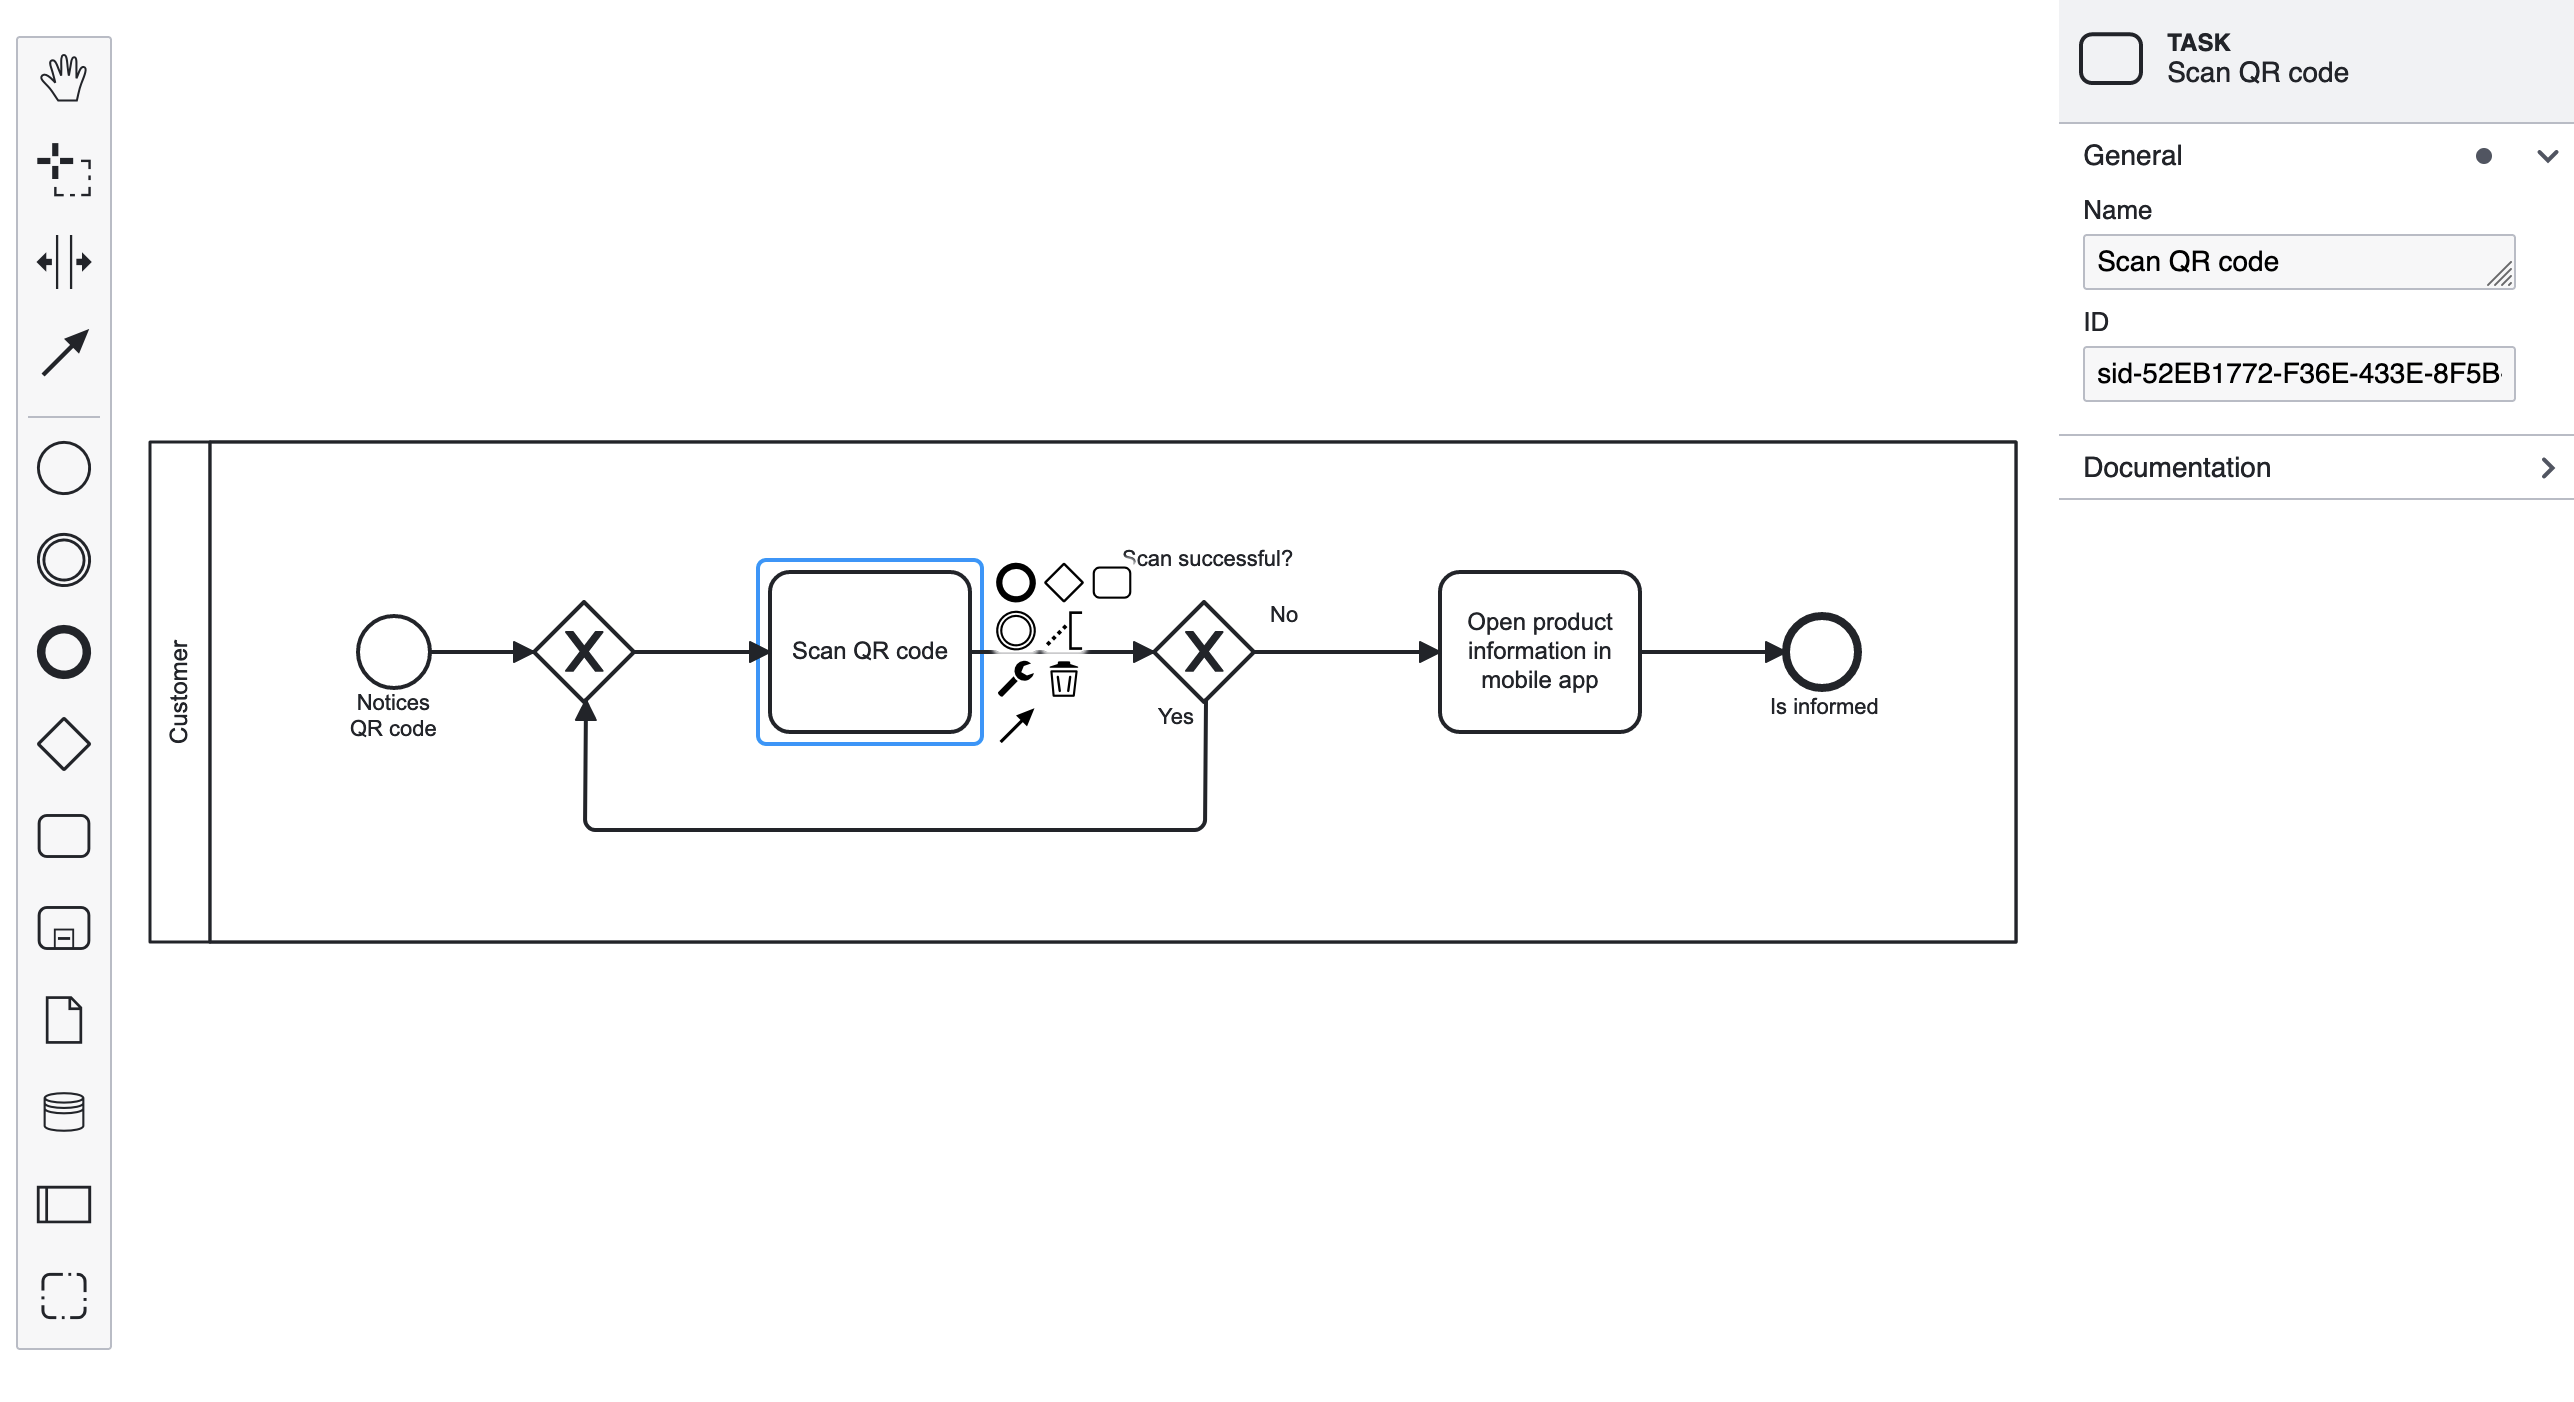 TASK
Scan QR code
General
Name
Scan QR code
ID
sid-52EB1772-F36E-433E-8F5B-
Documentation
Customer
Notices
QR code
Scan QR code
Scan successful?
No
Yes
Open product
information in
mobile app
Is informed